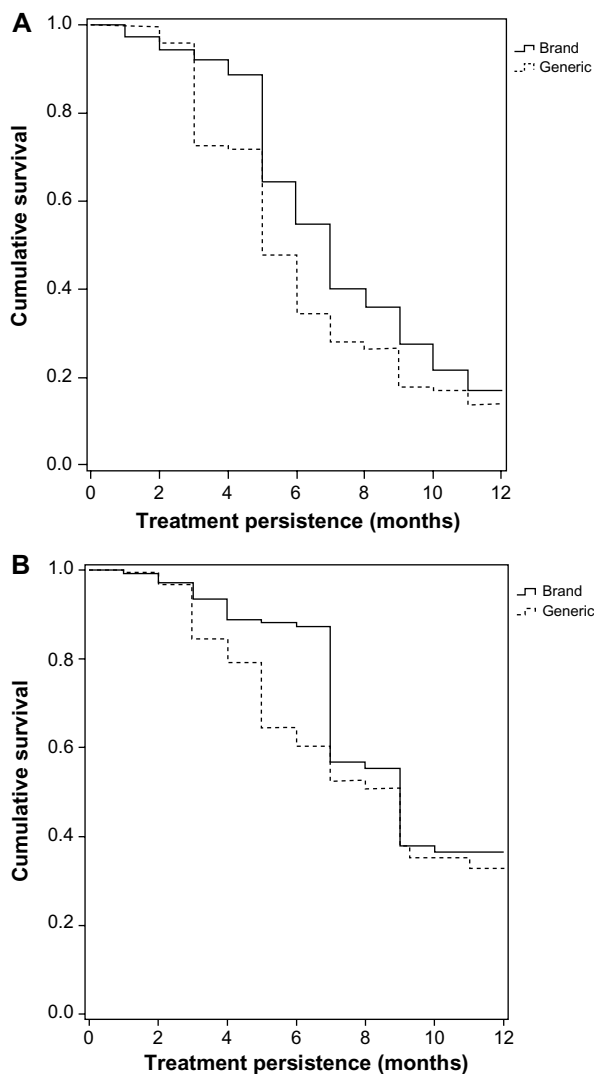 A
1.0
0.8
0.6
0.4
0.2
0.0
Cumulative survival
0 2 4 6 8 10 12
Treatment persistence (months)
Brand
Generic
B
1.0
0.8
0.6
0.4
0.2
0.0
Cumulative survival
0 2 4 6 8 10 12
Treatment persistence (months)
Brand
Generic